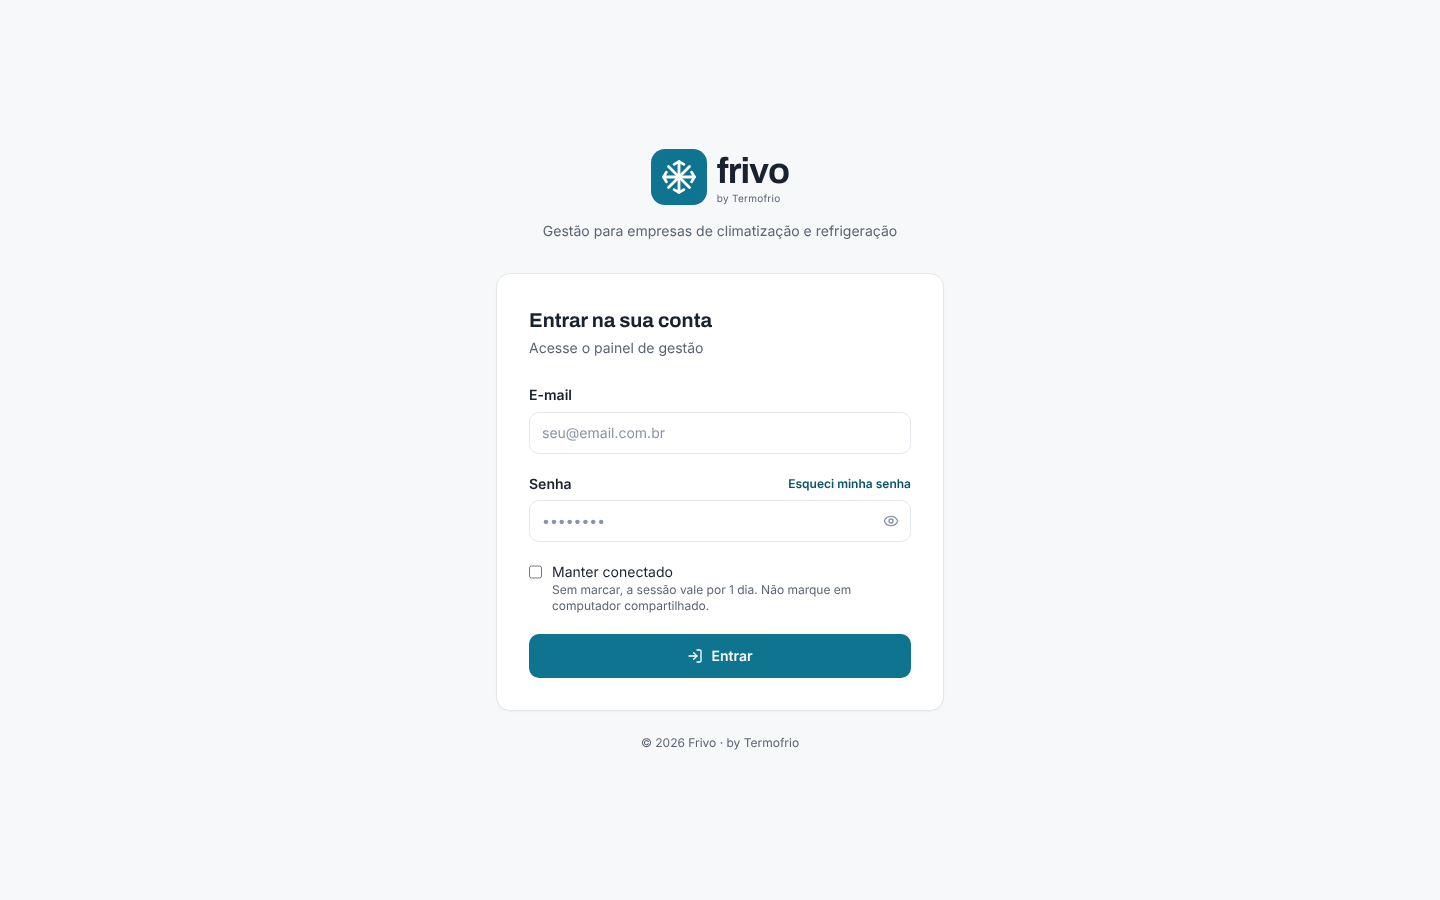 frivo
by Termofrio
Gestão para empresas de climatização e refrigeração
Entrar na sua conta
Acesse o painel de gestão
E-mail
seu@email.com.br
Senha
Esqueci minha senha
••••••••
Manter conectado
Sem marcar, a sessão vale por 1 dia. Não marque em
computador compartilhado.
Entrar
© 2026 Frivo · by Termofrio